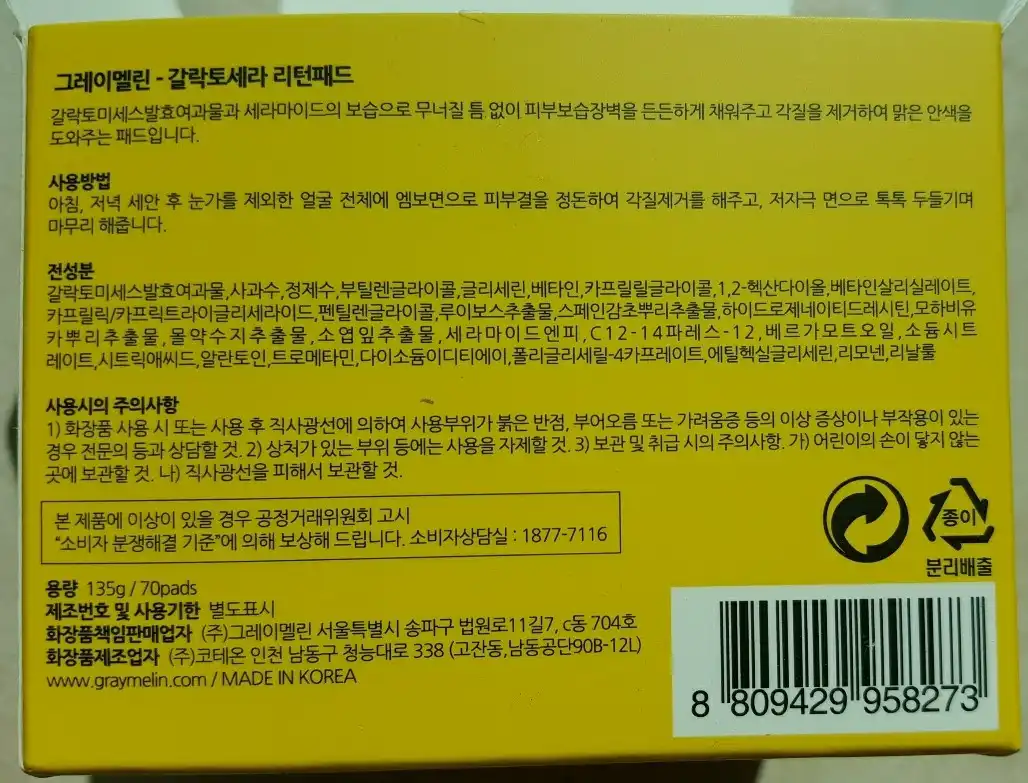 그레이멜린 - 갈락토세라 리턴패드
갈락토미세스발효여과물과 세라마이드의 보습으로 무너질 틈 없이 피부보습장벽을 든든하게 채워주고 각질을 제거하여 맑은 안색을
도와주는 패드입니다.
사용방법
아침, 저녁 세안 후 눈가를 제외한 얼굴 전체에 엠보면으로 피부결을 정돈하여 각질제거를 해주고, 저자극 면으로 톡톡 두들기며
마무리 해줍니다.
전성분
갈락토미세스발효여과물,사과수,정제수,부틸렌글라이콜,글리세린,베타인,카프릴릴글라이콜,1,2-헥산다이올,베타인살리실레이트,
카프릴릭/카프릭트라이글리세라이드,펜틸렌글라이콜,루이보스추출물,스페인감초뿌리추출물,하이드로제네이티드레시틴,모하비유
카뿌리추출물,몰약수지추출물,소엽잎추출물,세라마이드엔피,C12-14파레스-12,베르가모트오일,소듐시트
레이트,시트릭애씨드,알란토인,트로메타민,다이소듐이디티에이,폴리글리세릴-4카프레이트,에틸헥실글리세린,리모넨,리날룰
사용시의 주의사항
1) 화장품 사용 시 또는 사용 후 직사광선에 의하여 사용부위가 붉은 반점, 부어오름 또는 가려움증 등의 이상 증상이나 부작용이 있는
경우 전문의 등과 상담할 것. 2) 상처가 있는 부위 등에는 사용을 자제할 것. 3) 보관 및 취급 시의 주의사항. 가) 어린이의 손이 닿지 않는
곳에 보관할 것. 나) 직사광선을 피해서 보관할 것.
본 제품에 이상이 있을 경우 공정거래위원회 고시
“소비자 분쟁해결 기준”에 의해 보상해 드립니다. 소비자상담실 : 1877-7116
종이
분리배출
용량 135g / 70pads
제조번호 및 사용기한 별도표시
화장품책임판매업자 (주)그레이멜린 서울특별시 송파구 법원로11길7, c동 704호
화장품제조업자 (주)코테온 인천 남동구 청능대로 338 (고잔동,남동공단90B-12L)
www.graymelin.com / MADE IN KOREA
8 809429 958273